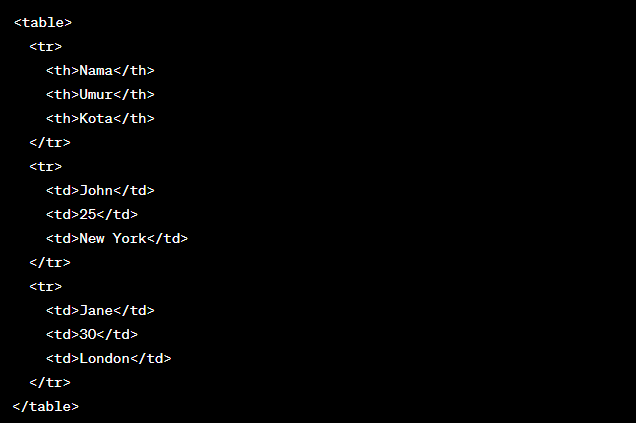 <table>
<tr>
<th>Nama</th>
<th>Umur</th>
<th>Kota</th>
</tr>
<tr>
<td>John</td>
<td>25</td>
<td>New York</td>
</tr>
<tr>
<td>Jane</td>
<td>30</td>
<td>London</td>
</tr>
</table>